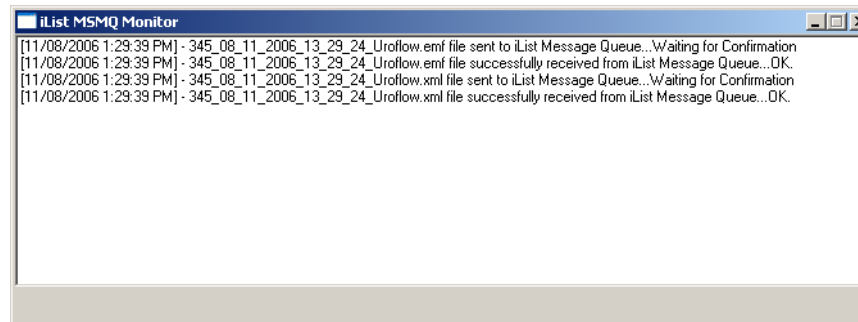 iList MSMQ Monitor
[11/08/2006 1:29:39 PM] - 345_08_11_2006_13_29_24_Uroflow.emf file sent to iList Message Queue...Waiting for Confirmation
[11/08/2006 1:29:39 PM] - 345_08_11_2006_13_29_24_Uroflow.emf file successfully received from iList Message Queue...OK.
[11/08/2006 1:29:39 PM] - 345_08_11_2006_13_29_24_Uroflow.xml file sent to iList Message Queue...Waiting for Confirmation
[11/08/2006 1:29:39 PM] - 345_08_11_2006_13_29_24_Uroflow.xml file successfully received from iList Message Queue...OK.